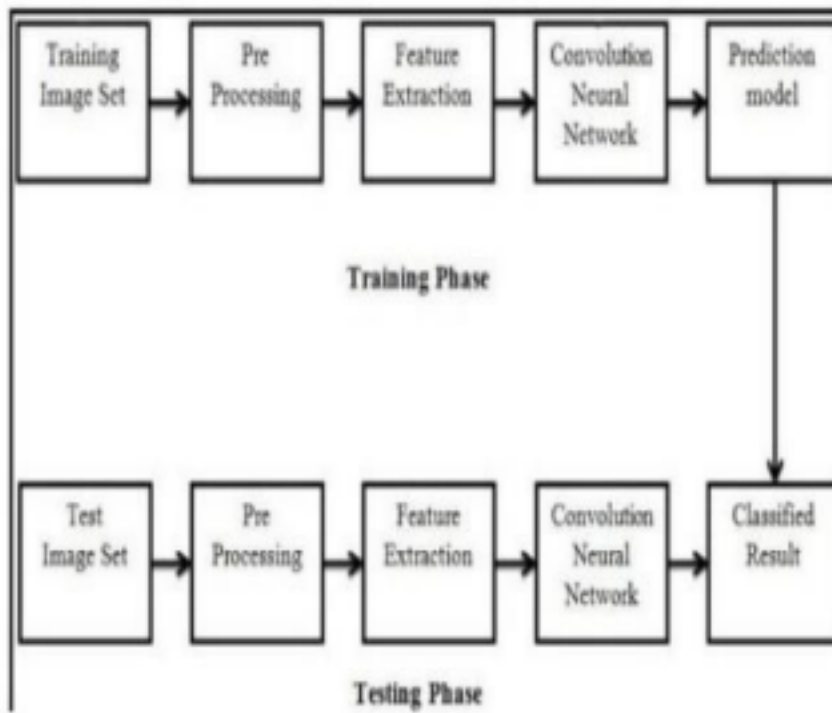 Training
Image Set
Pre
Processing
Feature
Extraction
Convolution
Neural
Network
Prediction
model
Training Phase
Test
Image Set
Pre
Processing
Feature
Extraction
Convolution
Neural
Network
Classified
Result
Testing Phase